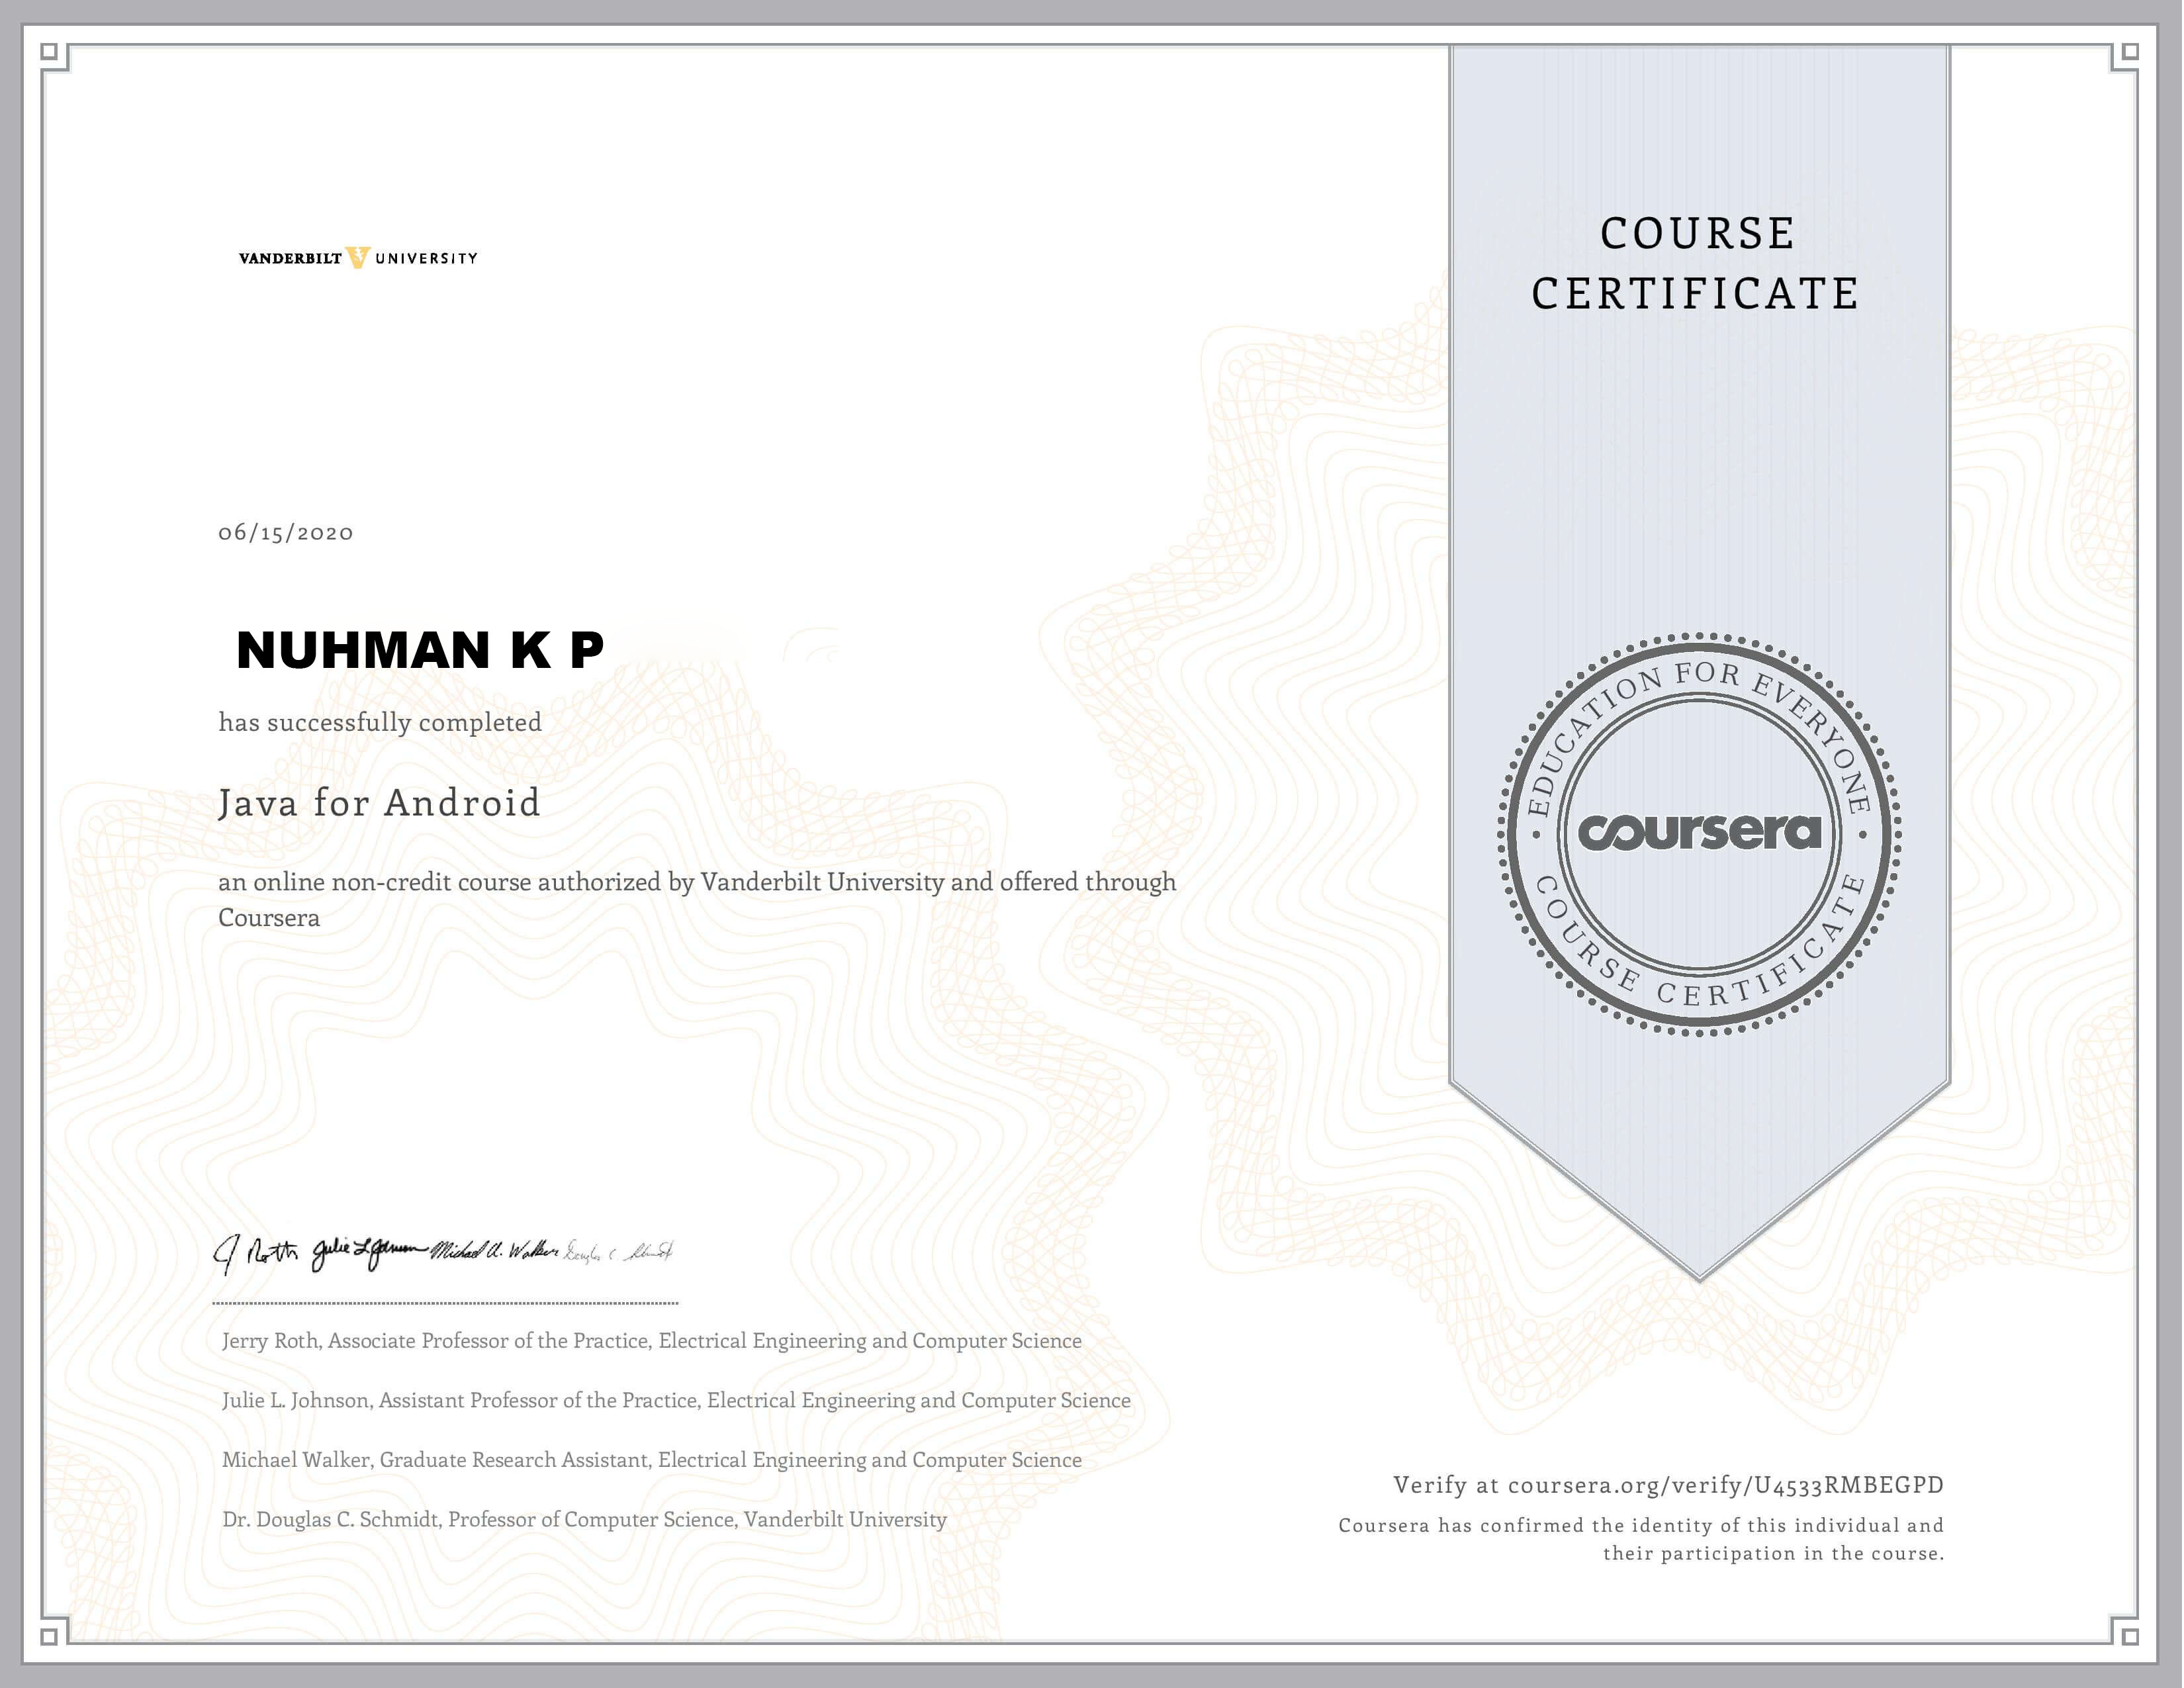 VANDERBILT UNIVERSITY
COURSE
CERTIFICATE
06/15/2020
NUHMAN K P
has successfully completed
Java for Android
an online non-credit course authorized by Vanderbilt University and offered through
Coursera
EDUCATION FOR EVERYONE
coursera
COURSE CERTIFICATE
J Roth Julie L Johnson Michael A. Walker Douglas C Schmidt
Jerry Roth, Associate Professor of the Practice, Electrical Engineering and Computer Science
Julie L. Johnson, Assistant Professor of the Practice, Electrical Engineering and Computer Science
Michael Walker, Graduate Research Assistant, Electrical Engineering and Computer Science
Dr. Douglas C. Schmidt, Professor of Computer Science, Vanderbilt University
Verify at coursera.org/verify/U4533RMBEGPD
Coursera has confirmed the identity of this individual and
their participation in the course.